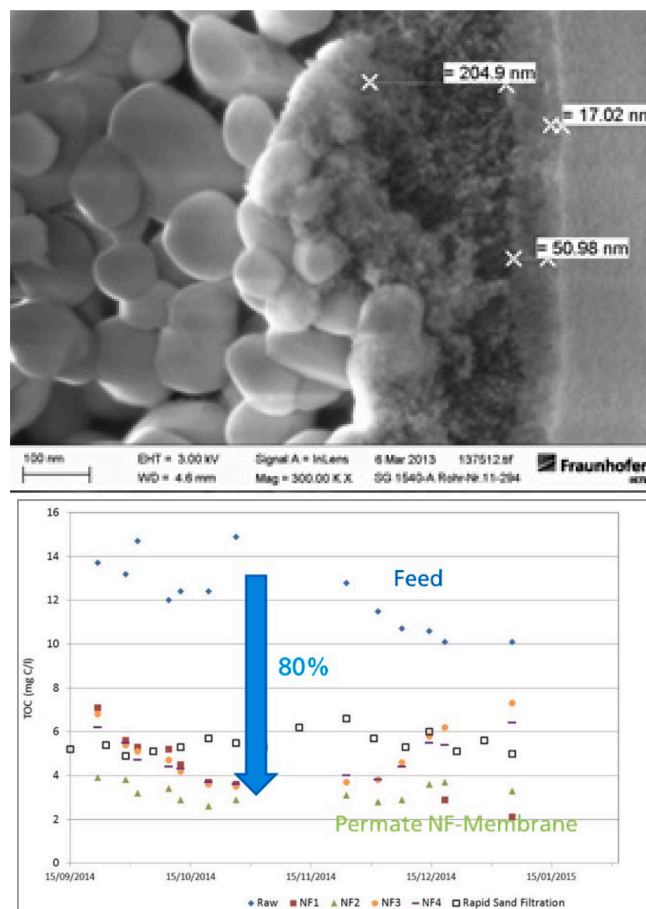 = 204.9 nm
= 17.02 nm
= 50.98 nm
100 nm EHT = 3.00 kV Signal A = InLens 6 Mar 2013 137512.tif Fraunhofer
WD = 4.6 mm Mag = 300.00 K X SG 1540-A Rohr-Nr.11-294
16
14
12
10
8
6
4
2
0
TOC (mg C/l)
Feed
80%
Permate NF-Membrane
15/09/2014 15/10/2014 15/11/2014 15/12/2014 15/01/2015
Raw NF1 NF2 NF3 NF4 Rapid Sand Filtration